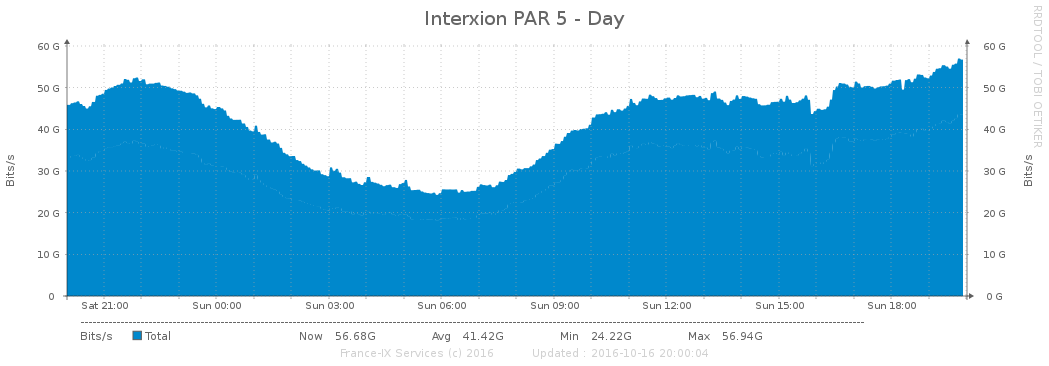 Interxion PAR 5 - Day
RRDTOOL / TOBI OETIKER
60 G 60 G
50 G 50 G
40 G 40 G
30 G 30 G
20 G 20 G
10 G 10 G
0 0 G
Bits/s
Bits/s
Sat 21:00 Sun 00:00 Sun 03:00 Sun 06:00 Sun 09:00 Sun 12:00 Sun 15:00 Sun 18:00
Bits/s Total Now 56.68G Avg 41.42G Min 24.22G Max 56.94G
France-IX Services (c) 2016 Updated : 2016-10-16 20:00:04